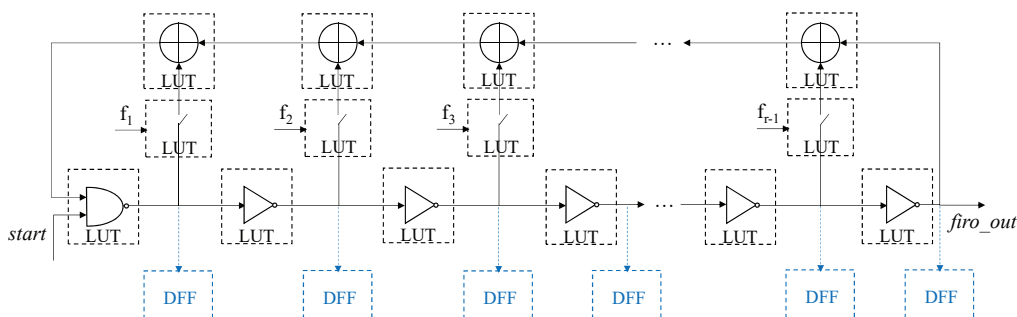 LUT LUT LUT ... LUT
f1 f2 f3 fr-1
LUT LUT LUT LUT
...
start LUT LUT LUT LUT LUT LUT firo_out
DFF DFF DFF DFF DFF DFF